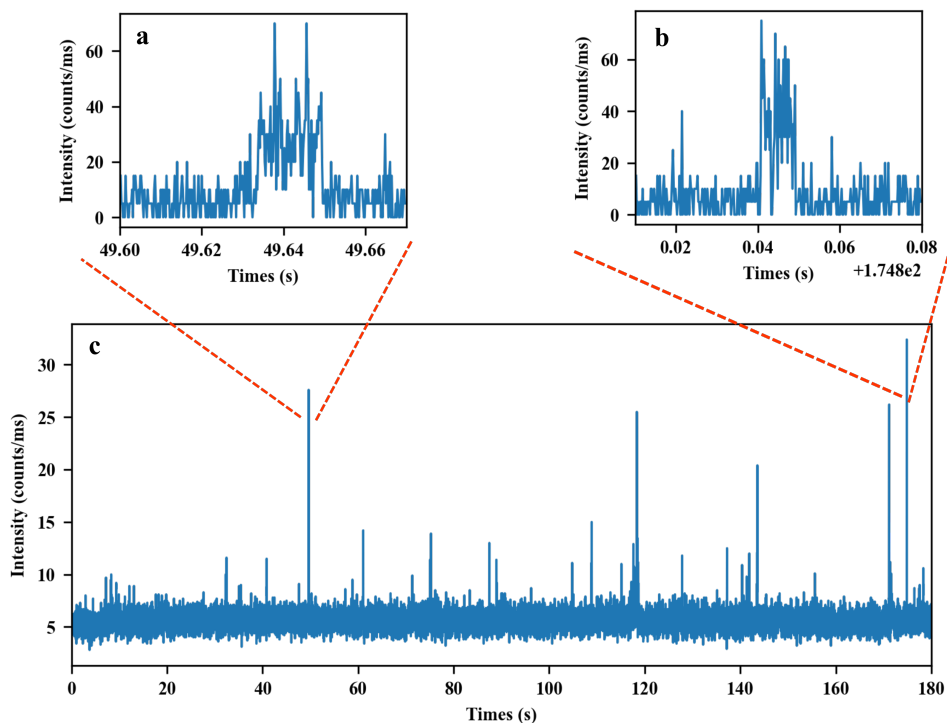 a
Intensity (counts/ms)
60
40
20
0
49.60 49.62 49.64 49.66
Times (s)
b
Intensity (counts/ms)
60
40
20
0
0.02 0.04 0.06 0.08
Times (s) +1.748e2
c
Intensity (counts/ms)
30
25
20
15
10
5
0 20 40 60 80 100 120 140 160 180
Times (s)